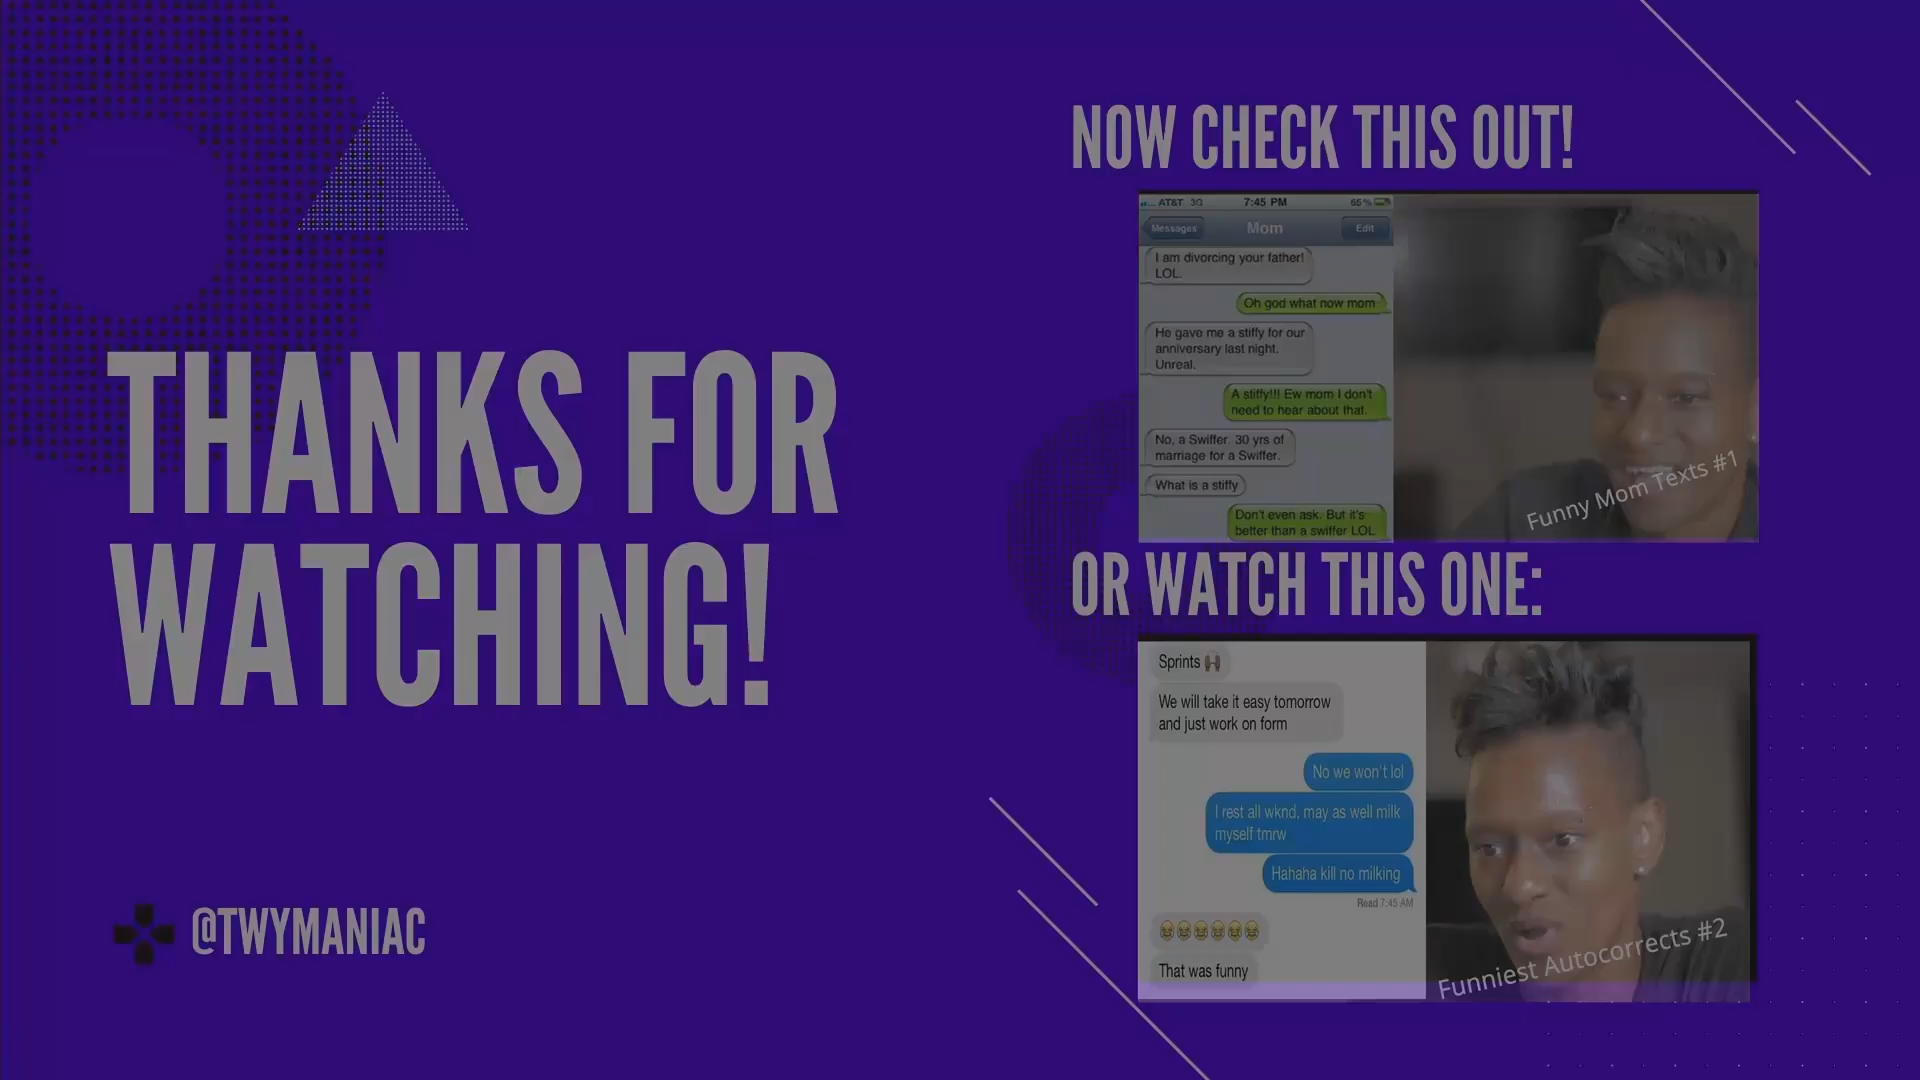 THANKS FOR
WATCHING!
@TWYMANIAC
NOW CHECK THIS OUT!
AT&T 3G 7:45 PM 65%
Messages Mom Edit
I am divorcing your father!
LOL.
Oh god what now mom
He gave me a stiffy for our
anniversary last night.
Unreal.
A stiffy!!! Ew mom I don't
need to hear about that.
No, a Swiffer. 30 yrs of
marriage for a Swiffer.
What is a stiffy
Don't even ask. But it's
better than a swiffer LOL
Funny Mom Texts #1
OR WATCH THIS ONE:
Sprints
We will take it easy tomorrow
and just work on form
No we won't lol
I rest all wknd, may as well milk
myself tmrw
Hahaha kill no milking
Read 7:45 AM
That was funny
Funniest Autocorrects #2